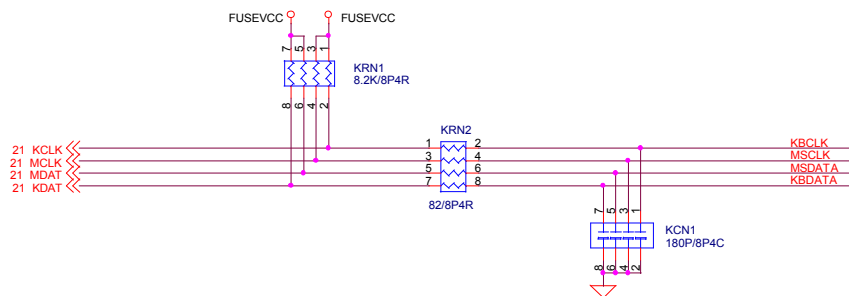 FUSEVCC FUSEVCC
7 5 3 1
KRN1
8.2K/8P4R
8 6 4 2
KRN2
21 KCLK 1 2 KBCLK
21 MCLK 3 4 MSCLK
21 MDAT 5 6 MSDATA
21 KDAT 7 8 KBDATA
82/8P4R
7 5 3 1
KCN1
180P/8P4C
8 6 4 2